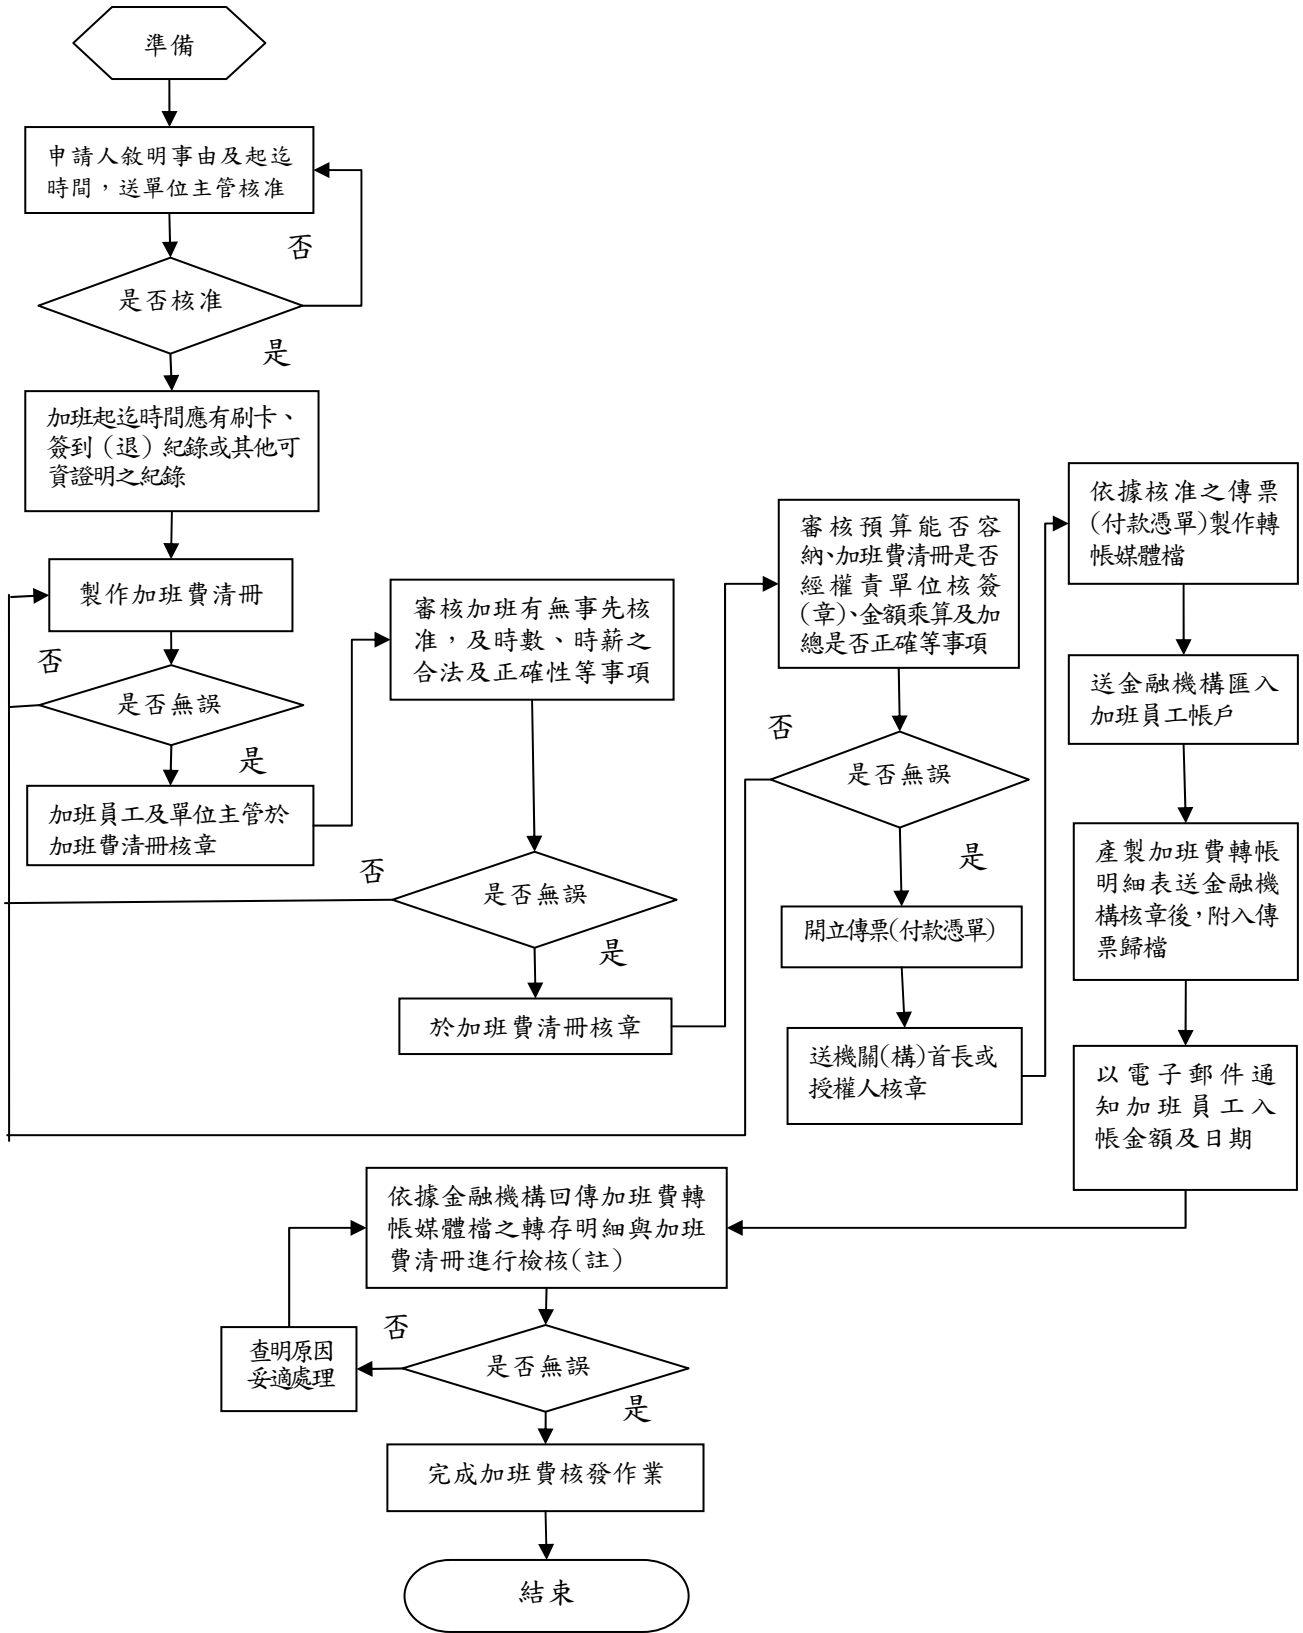 準備
申請人敘明事由及起迄
時間，送單位主管核准
否
是否核准
是
加班起迄時間應有刷卡、
簽到（退）紀錄或其他可
資證明之紀錄
製作加班費清冊
否
是否無誤
是
加班員工及單位主管於
加班費清冊核章
審核加班有無事先核
准，及時數、時薪之
合法及正確性等事項
否
是否無誤
是
於加班費清冊核章
審核預算能否容
納、加班費清冊是否
經權責單位核簽
(章)、金額乘算及加
總是否正確等事項
否
是否無誤
是
開立傳票(付款憑單)
送機關(構)首長或
授權人核章
依據核准之傳票
(付款憑單)製作轉
帳媒體檔
送金融機構匯入
加班員工帳戶
產製加班費轉帳
明細表送金融機
構核章後，附入傳
票歸檔
以電子郵件通
知加班員工入
帳金額及日期
依據金融機構回傳加班費轉
帳媒體檔之轉存明細與加班
費清冊進行檢核(註)
否
查明原因
妥適處理
是否無誤
是
完成加班費核發作業
結束